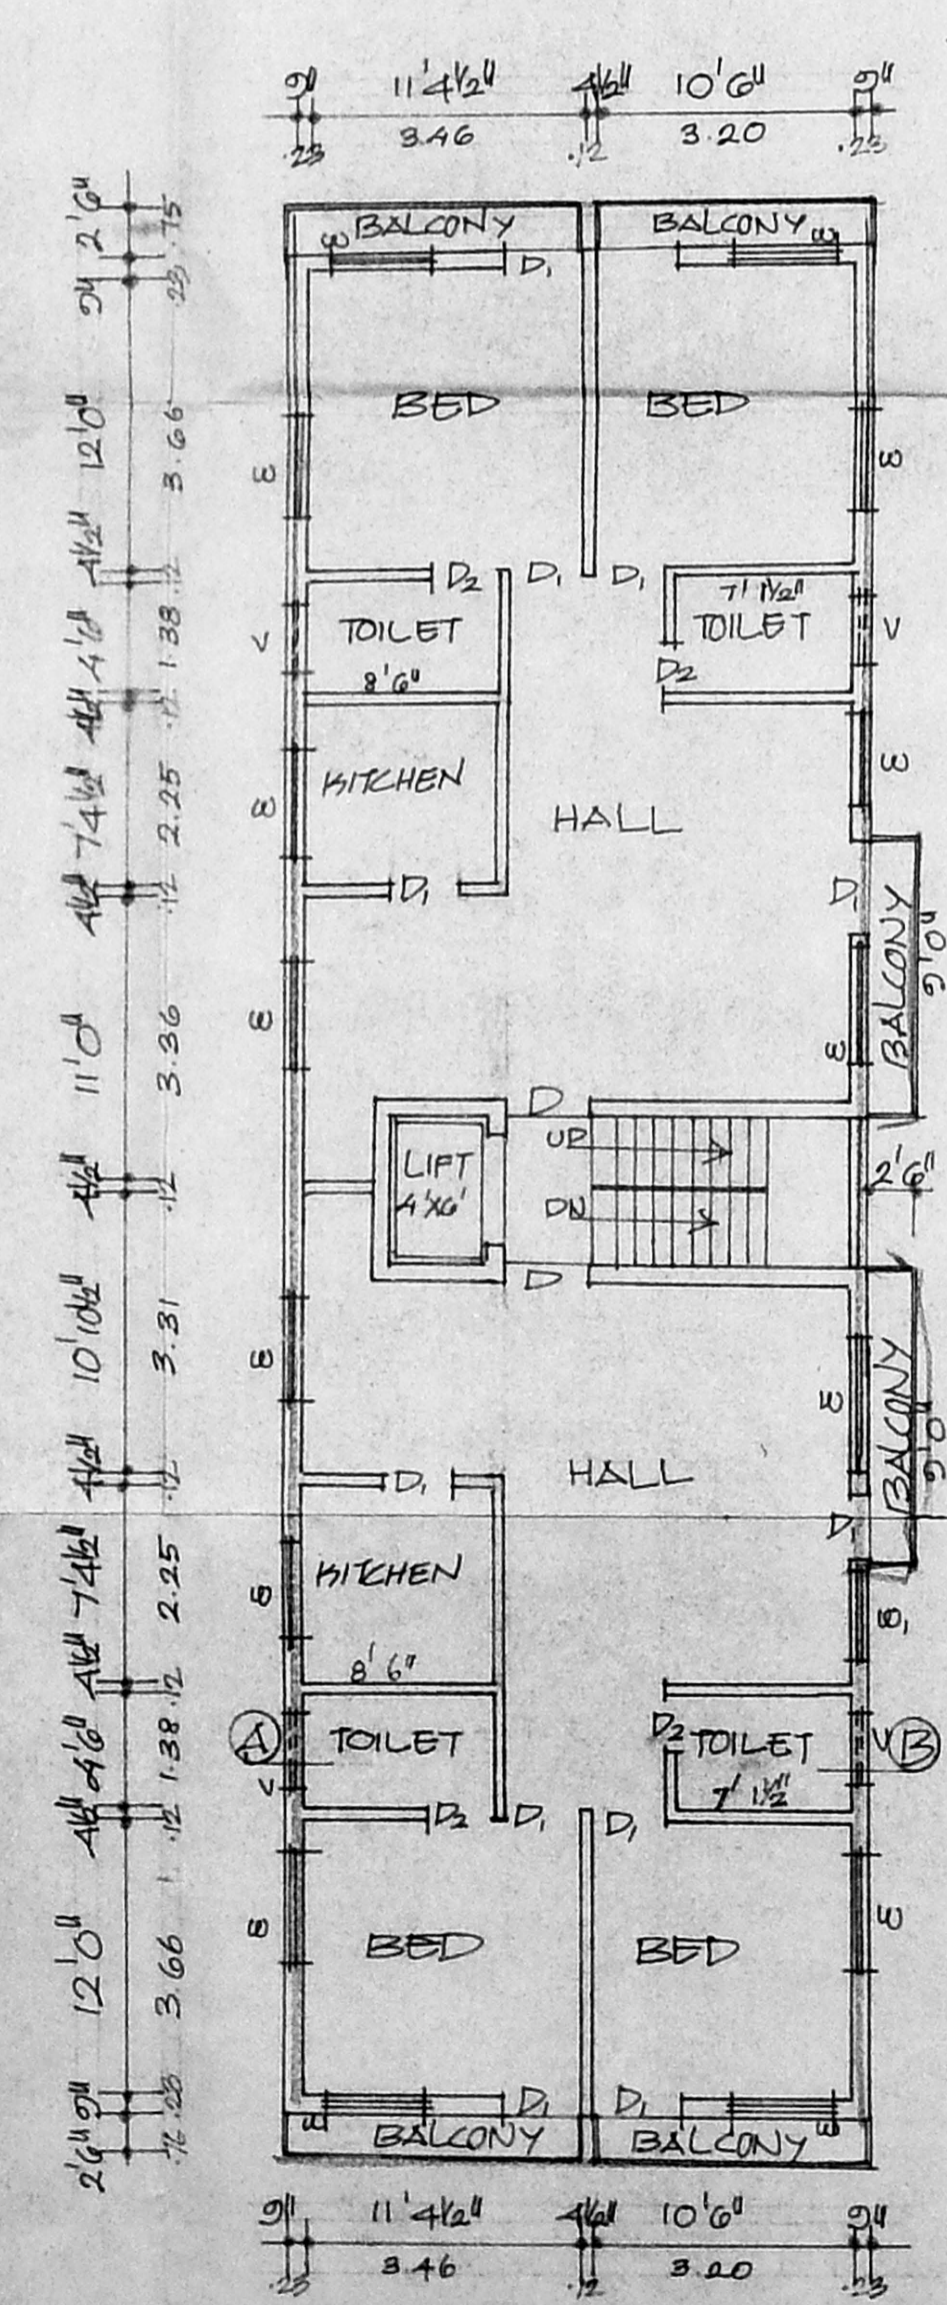 9" 11'4½" 4½" 10'6" 9"
.23 3.46 .12 3.20 .23
2'6" .75
BALCONY BALCONY
W W
9" .23
D1
12'0" 3.66
BED BED
W W
4½" .12
D2 D1 D1
7'1½"
4'6" 1.38
V TOILET TOILET V
8'6" D2
4½" .12
W
7'4½" 2.25
W KITCHEN
HALL
4½" .12
D1 D
BALCONY
9'0"
11'0" 3.36
W W
D
UP
LIFT
4'X6'
2'6"
4½" .12
DN
D
10'10½" 3.31
W W
BALCONY
9'0"
4½" .12
D1 HALL
D
7'4½" 2.25
W KITCHEN W1
8'6"
4½" .12
D2
4'6" 1.38
A TOILET TOILET V B
V 7'1½"
4½" .12
D2 D1 D1
12'0" 3.66
W BED BED W
9" .23
D1 D1
W W
2'6" .76
BALCONY BALCONY
9" 11'4½" 4½" 10'6" 9"
.23 3.46 .12 3.20 .23